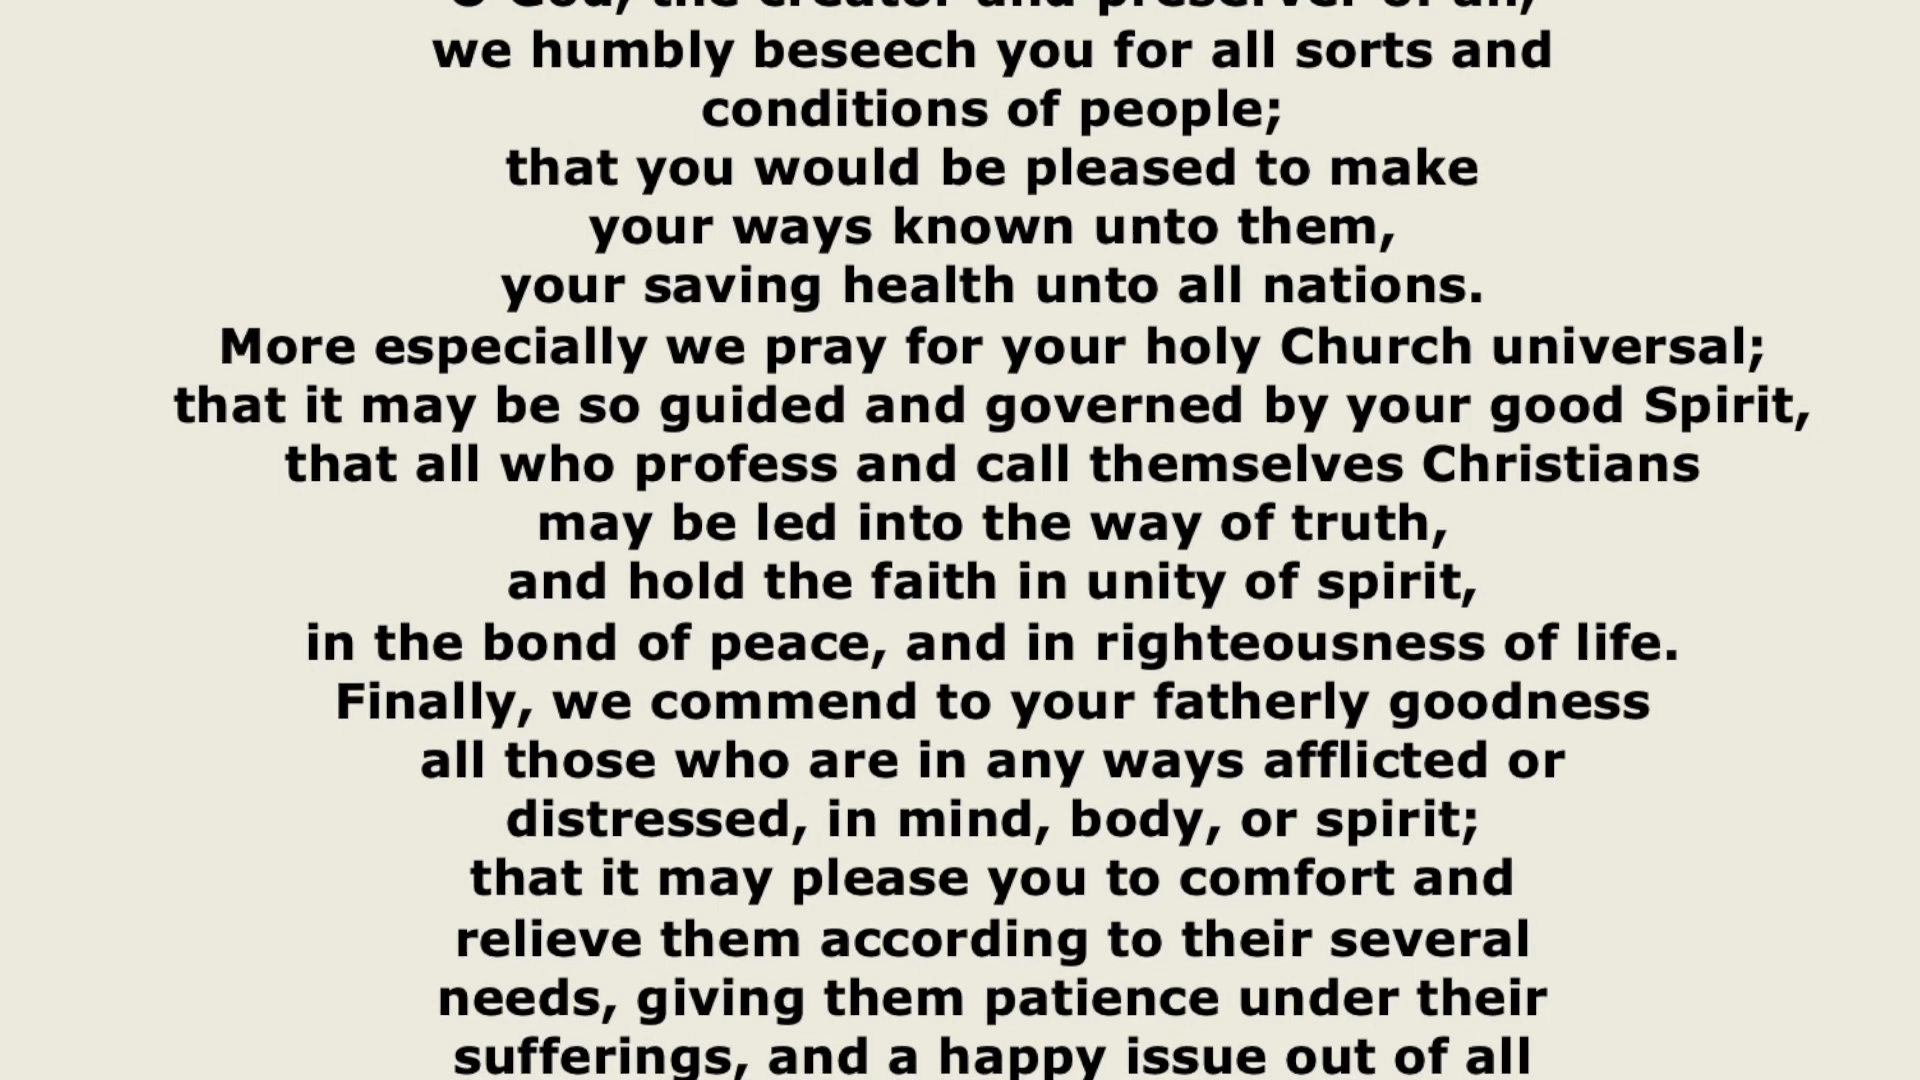 O God, the creator and preserver of all,
we humbly beseech you for all sorts and
conditions of people;
that you would be pleased to make
your ways known unto them,
your saving health unto all nations.
More especially we pray for your holy Church universal;
that it may be so guided and governed by your good Spirit,
that all who profess and call themselves Christians
may be led into the way of truth,
and hold the faith in unity of spirit,
in the bond of peace, and in righteousness of life.
Finally, we commend to your fatherly goodness
all those who are in any ways afflicted or
distressed, in mind, body, or spirit;
that it may please you to comfort and
relieve them according to their several
needs, giving them patience under their
sufferings, and a happy issue out of all